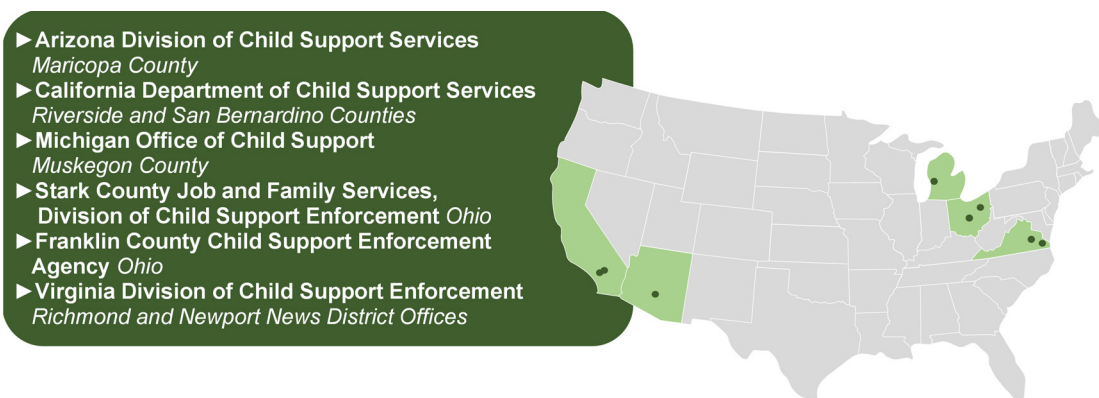 ►Arizona Division of Child Support Services
Maricopa County
►California Department of Child Support Services
Riverside and San Bernardino Counties
►Michigan Office of Child Support
Muskegon County
►Stark County Job and Family Services,
Division of Child Support Enforcement Ohio
►Franklin County Child Support Enforcement
Agency Ohio
►Virginia Division of Child Support Enforcement
Richmond and Newport News District Offices